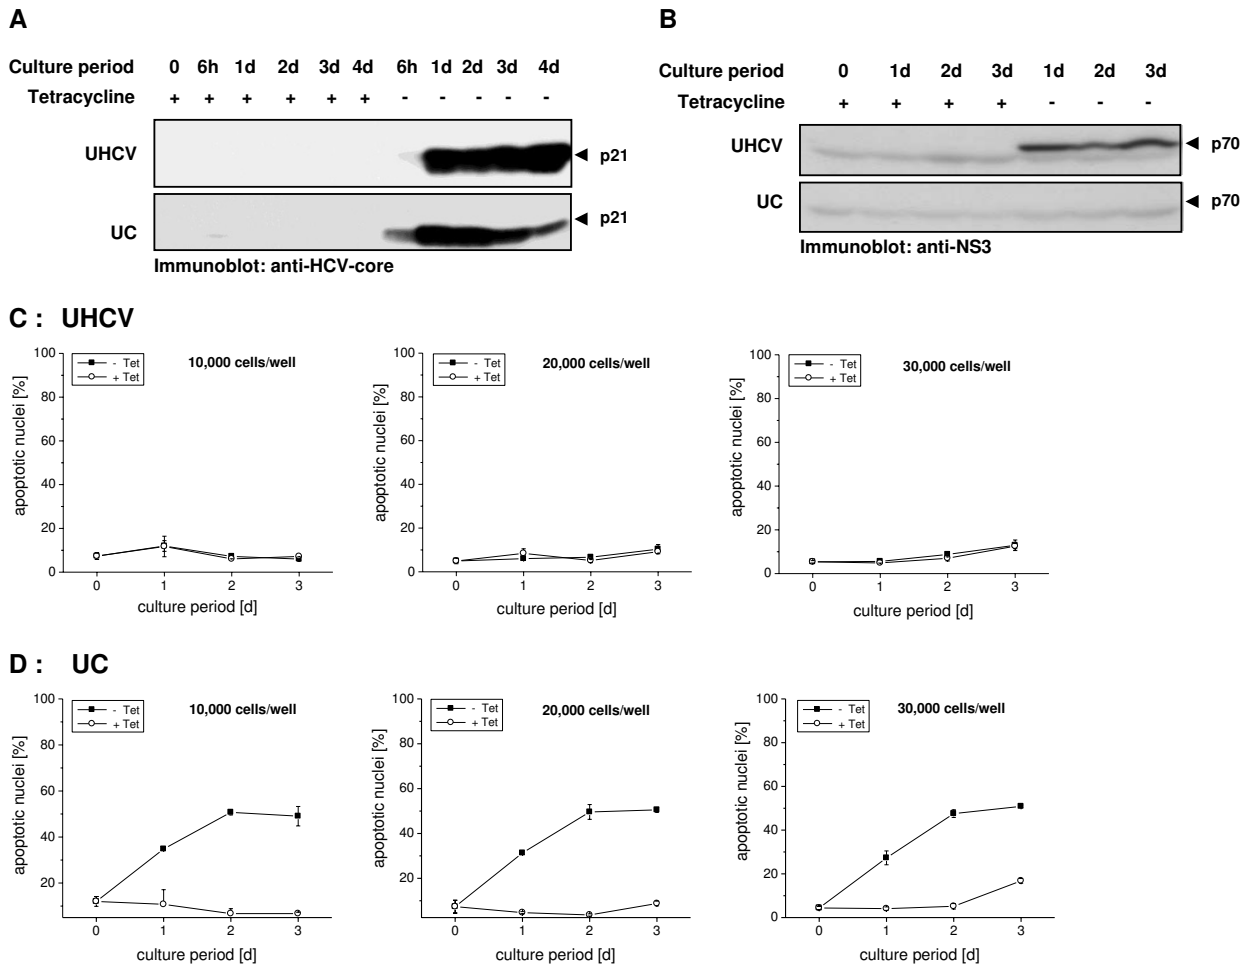 A
Culture period 0 6h 1d 2d 3d 4d 6h 1d 2d 3d 4d
Tetracycline + + + + + + - - - - -
UHCV p21
UC p21
Immunoblot: anti-HCV-core
B
Culture period 0 1d 2d 3d 1d 2d 3d
Tetracycline + + + + - - -
UHCV p70
UC p70
Immunoblot: anti-NS3
C : UHCV
apoptotic nuclei [%]
100
80
60
40
20
0
- Tet
+ Tet
10,000 cells/well
0 1 2 3
culture period [d]
apoptotic nuclei [%]
100
80
60
40
20
0
- Tet
+ Tet
20,000 cells/well
0 1 2 3
culture period [d]
apoptotic nuclei [%]
100
80
60
40
20
0
- Tet
+ Tet
30,000 cells/well
0 1 2 3
culture period [d]
D : UC
apoptotic nuclei [%]
100
80
60
40
20
- Tet
+ Tet
10,000 cells/well
0 1 2 3
culture period [d]
apoptotic nuclei [%]
100
80
60
40
20
- Tet
+ Tet
20,000 cells/well
0 1 2 3
culture period [d]
apoptotic nuclei [%]
100
80
60
40
20
0
- Tet
+ Tet
30,000 cells/well
0 1 2 3
culture period [d]